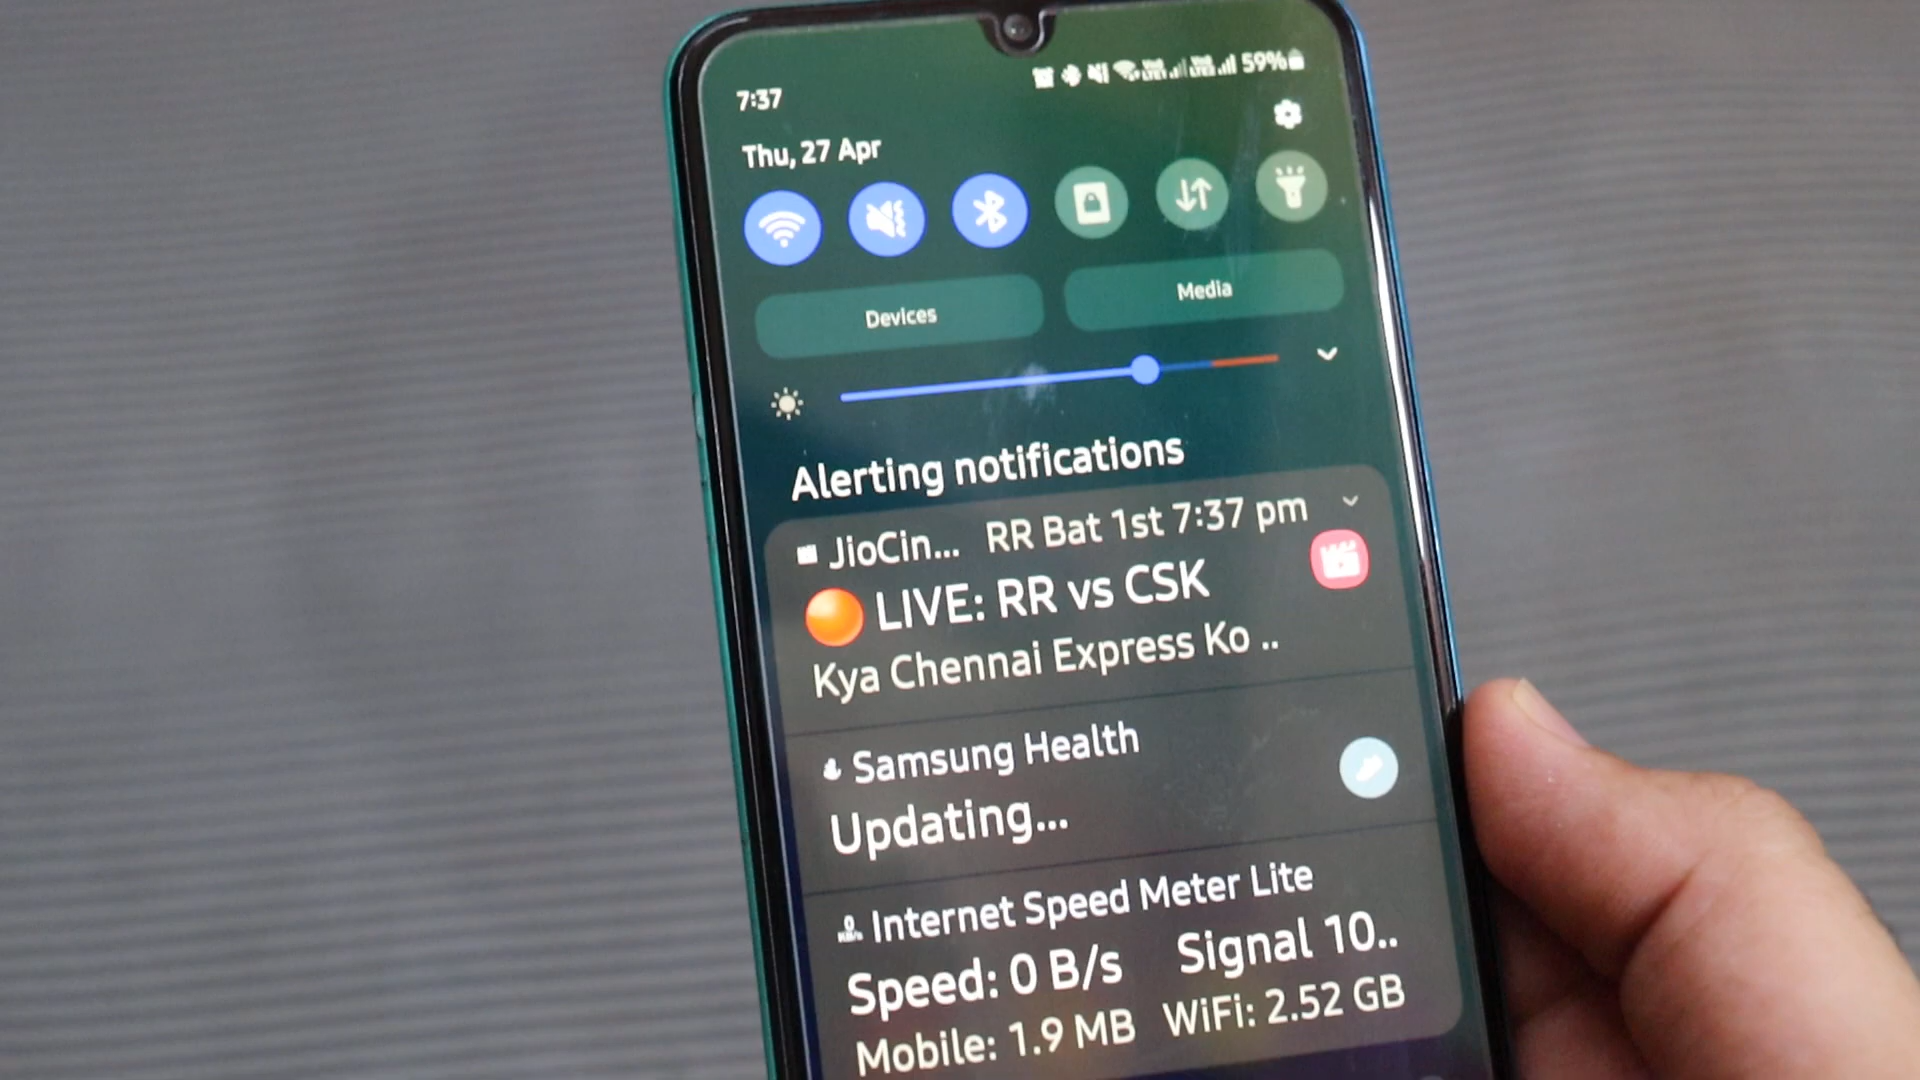 7:37
59%
Thu, 27 Apr
Devices
Media
Alerting notifications
JioCin... RR Bat 1st 7:37 pm
LIVE: RR vs CSK
Kya Chennai Express Ko ..
Samsung Health
Updating...
Internet Speed Meter Lite
Speed: 0 B/s Signal 10..
Mobile: 1.9 MB WiFi: 2.52 GB